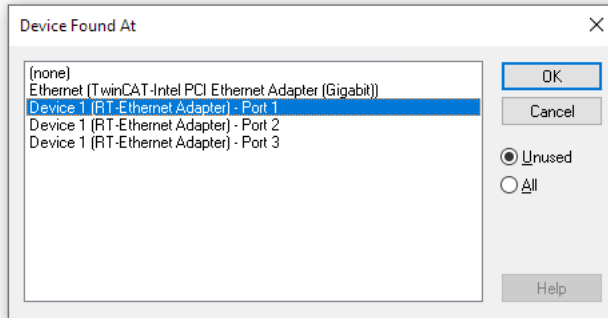 Device Found At
(none)
Ethernet (TwinCAT-Intel PCI Ethernet Adapter (Gigabit))
Device 1 (RT-Ethernet Adapter) - Port 1
Device 1 (RT-Ethernet Adapter) - Port 2
Device 1 (RT-Ethernet Adapter) - Port 3
OK
Cancel
Unused
All
Help